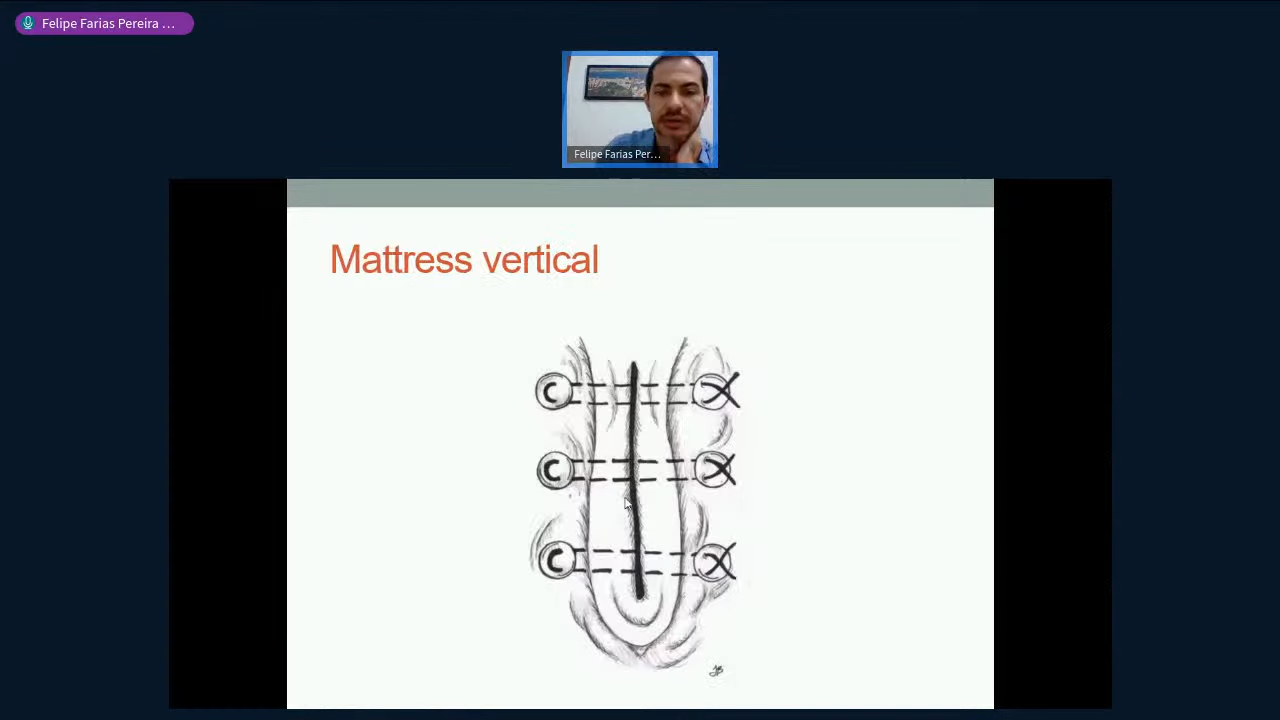 Felipe Farias Pereira ...
Felipe Farias Per...
Mattress vertical